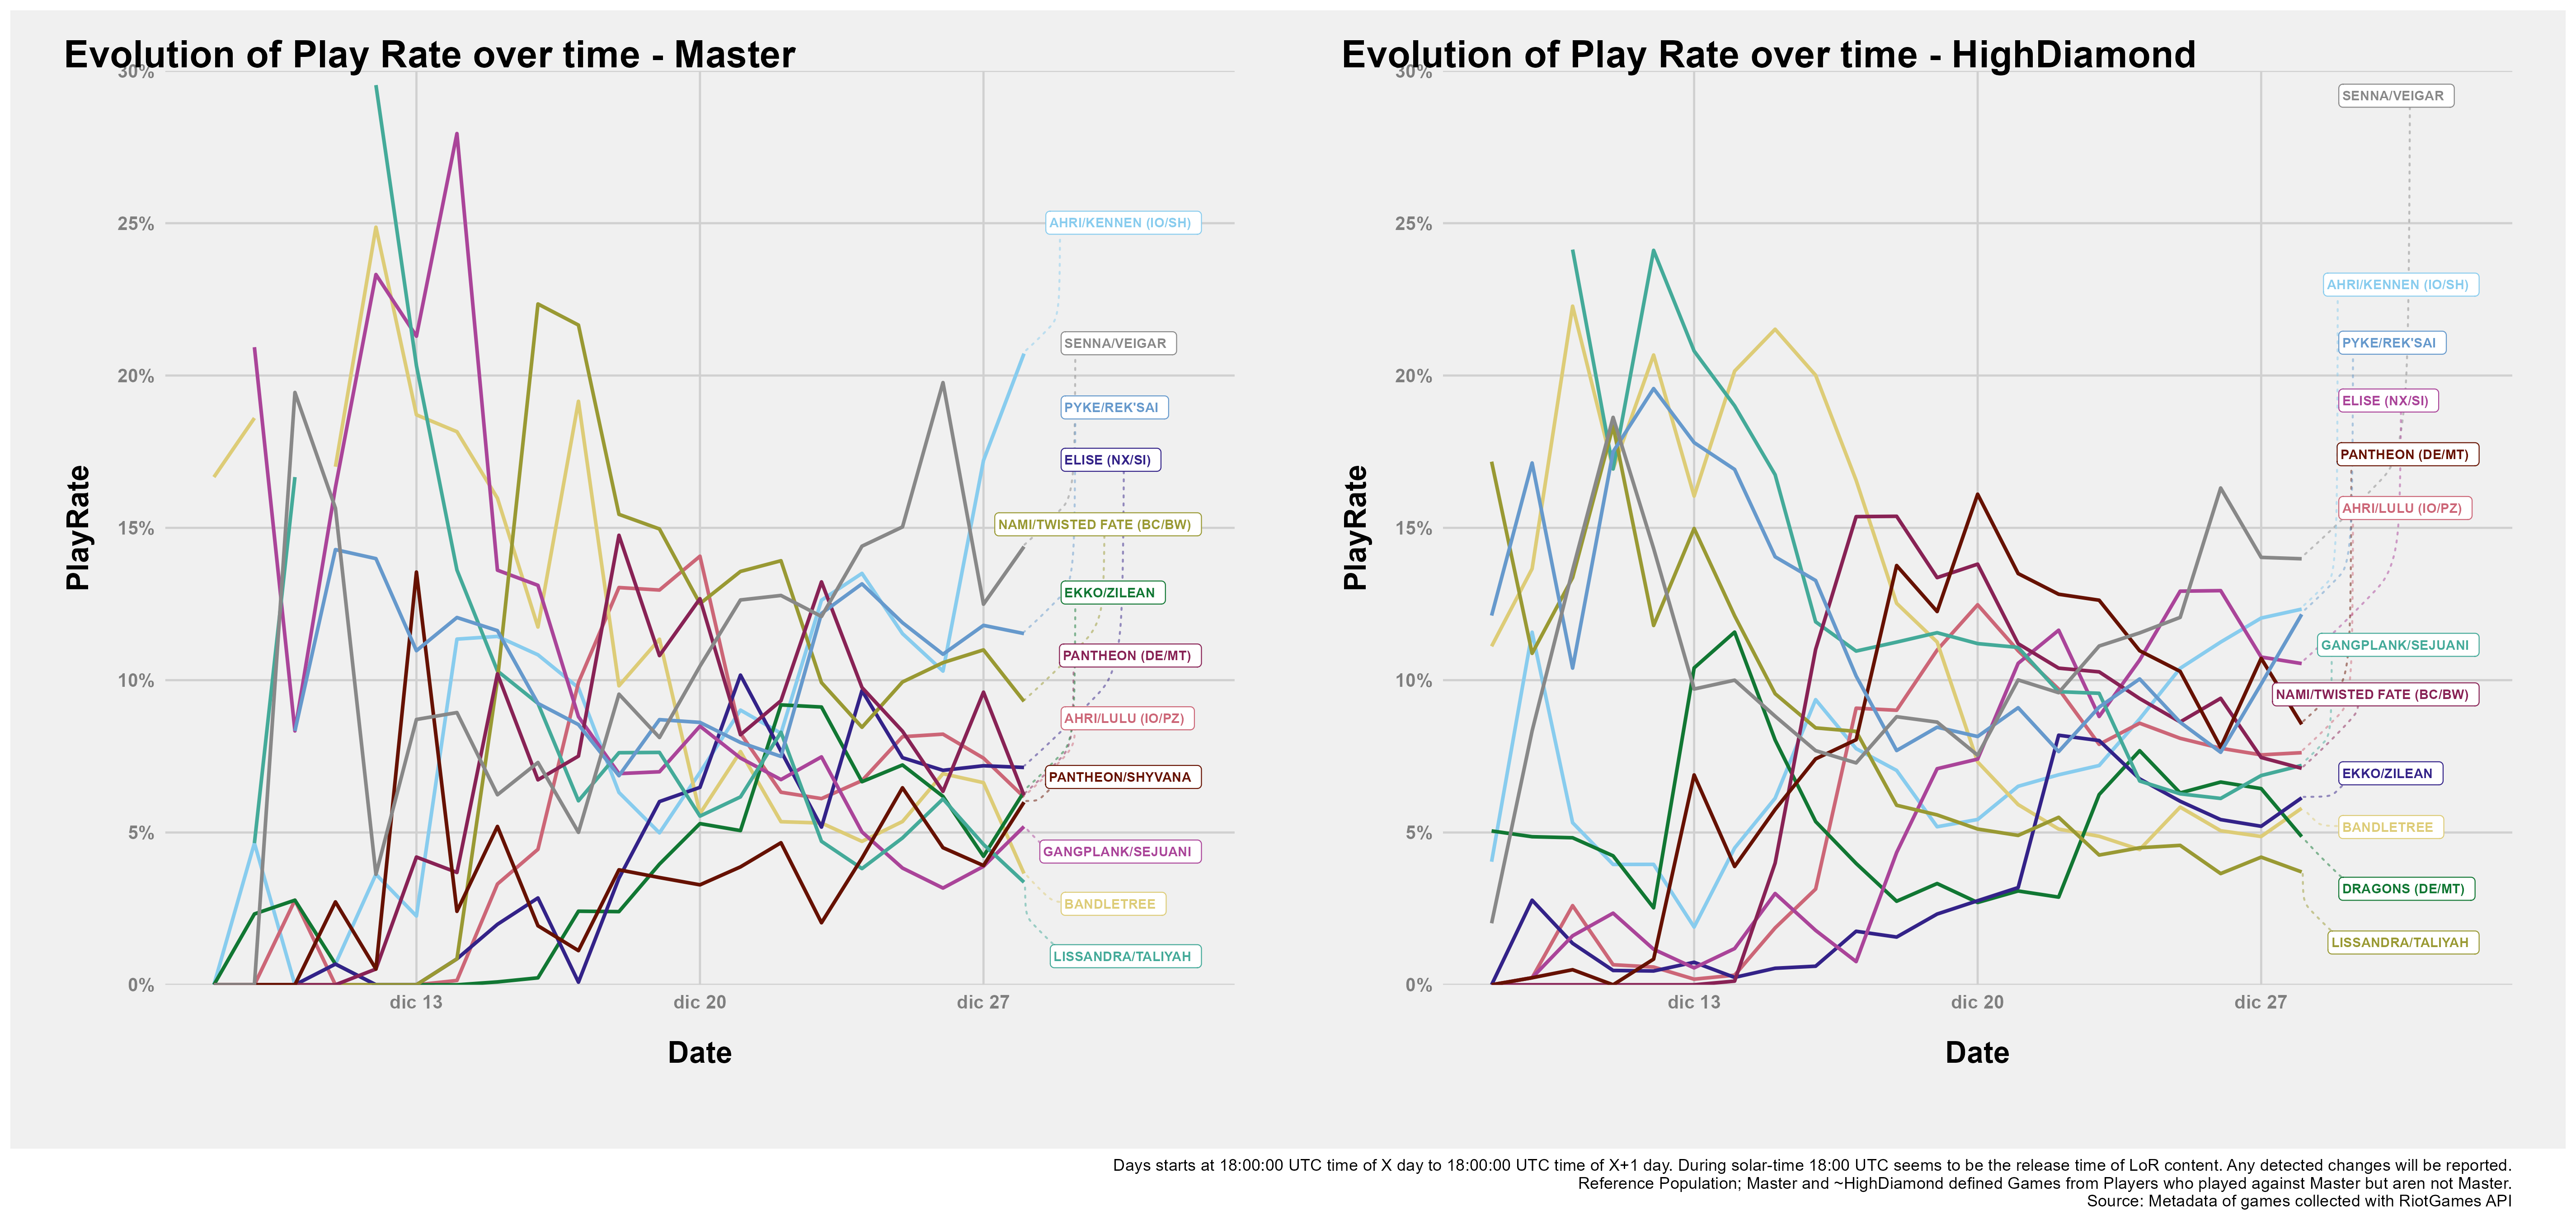 Evolution of Play Rate over time - Master
30%
25%
20%
15%
10%
5%
0%
PlayRate
dic 13
dic 20
dic 27
Date
AHRI/KENNEN (IO/SH)
SENNA/VEIGAR
PYKE/REK'SAI
ELISE (NX/SI)
NAMI/TWISTED FATE (BC/BW)
EKKO/ZILEAN
PANTHEON (DE/MT)
AHRI/LULU (IO/PZ)
PANTHEON/SHYVANA
GANGPLANK/SEJUANI
BANDLETREE
LISSANDRA/TALIYAH
Evolution of Play Rate over time - HighDiamond
30%
25%
20%
15%
10%
5%
0%
PlayRate
dic 13
dic 20
dic 27
Date
SENNA/VEIGAR
AHRI/KENNEN (IO/SH)
PYKE/REK'SAI
ELISE (NX/SI)
PANTHEON (DE/MT)
AHRI/LULU (IO/PZ)
GANGPLANK/SEJUANI
NAMI/TWISTED FATE (BC/BW)
EKKO/ZILEAN
BANDLETREE
DRAGONS (DE/MT)
LISSANDRA/TALIYAH
Days starts at 18:00:00 UTC time of X day to 18:00:00 UTC time of X+1 day. During solar-time 18:00 UTC seems to be the release time of LoR content. Any detected changes will be reported.
Reference Population; Master and ~HighDiamond defined Games from Players who played against Master but aren not Master.
Source: Metadata of games collected with RiotGames API